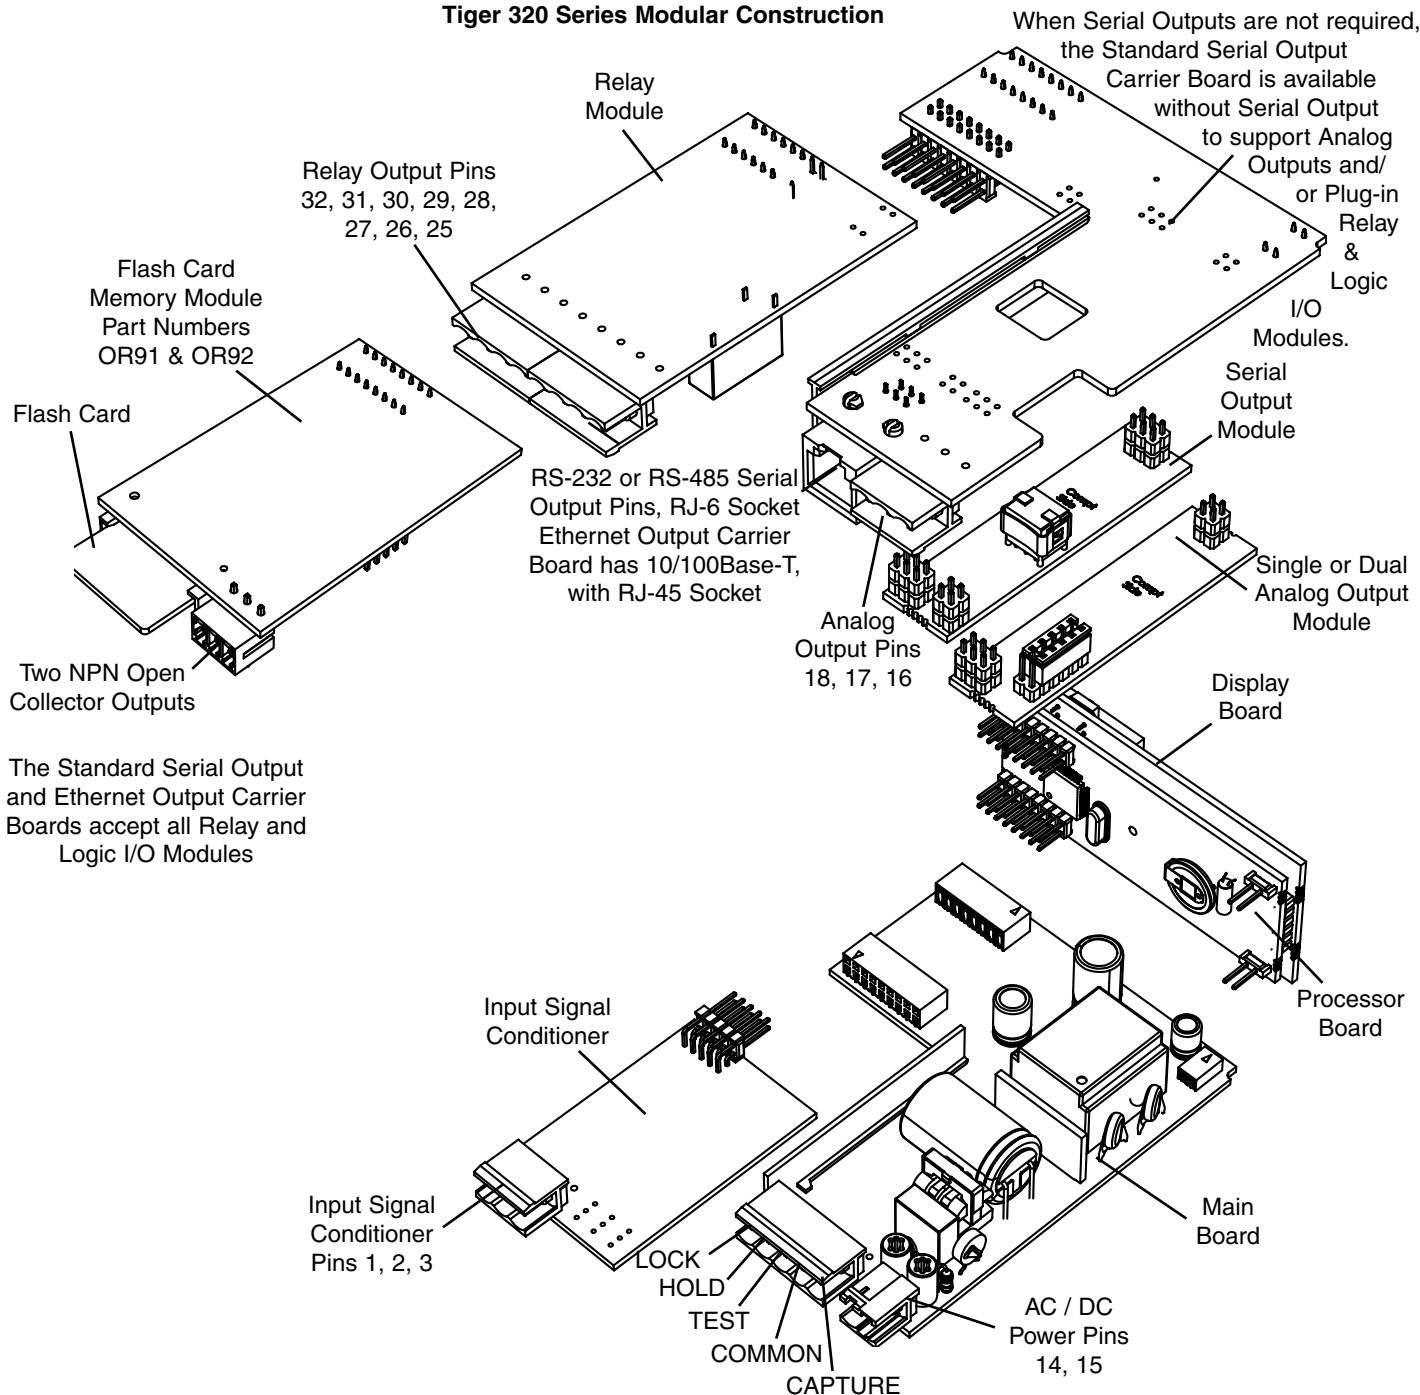 Tiger 320 Series Modular Construction
When Serial Outputs are not required,
the Standard Serial Output
Carrier Board is available
without Serial Output
to support Analog
Outputs and/
or Plug-in
Relay
&
Logic
I/O
Modules.
Relay
Module
Relay Output Pins
32, 31, 30, 29, 28,
27, 26, 25
Flash Card
Memory Module
Part Numbers
OR91 & OR92
Flash Card
Serial
Output
Module
RS-232 or RS-485 Serial
Output Pins, RJ-6 Socket
Ethernet Output Carrier
Board has 10/100Base-T,
with RJ-45 Socket
Compt
Side
Compt
Side
Single or Dual
Analog Output
Module
Analog
Output Pins
18, 17, 16
Two NPN Open
Collector Outputs
Display
Board
The Standard Serial Output
and Ethernet Output Carrier
Boards accept all Relay and
Logic I/O Modules
Processor
Board
Input Signal
Conditioner
Input Signal
Conditioner
Pins 1, 2, 3
Main
Board
LOCK
HOLD
TEST
COMMON
CAPTURE
AC / DC
Power Pins
14, 15